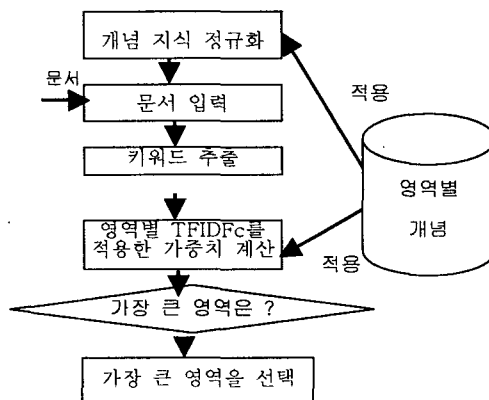 개념 지식 정규화
문서
문서 입력
적용
키워드 추출
영역별
개념
영역별 TFIDFc를
적용한 가중치 계산
적용
가장 큰 영역은 ?
가장 큰 영역을 선택